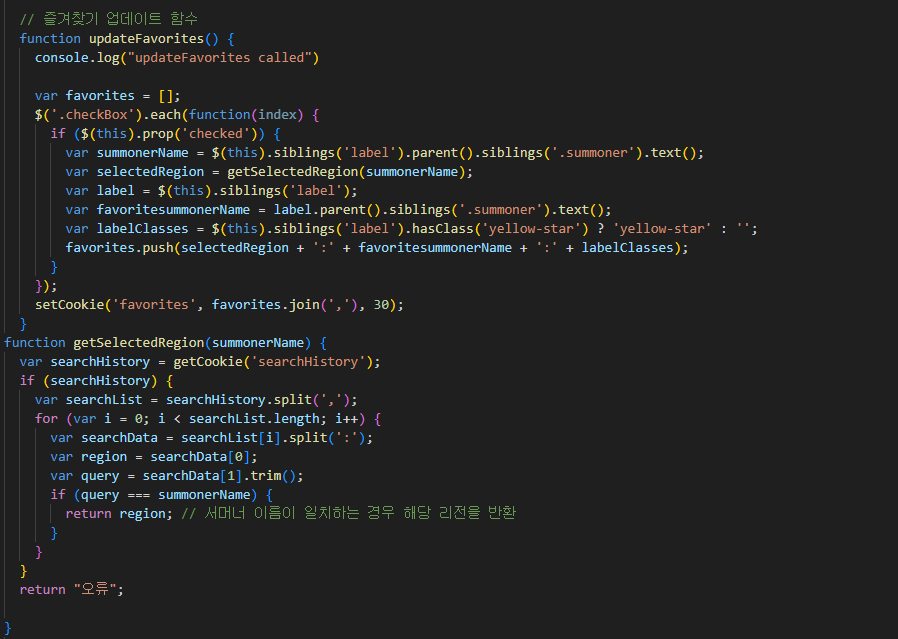 // 즐겨찾기 업데이트 함수
function updateFavorites() {
console.log("updateFavorites called")
var favorites = [];
$('.checkBox').each(function(index) {
if ($(this).prop('checked')) {
var summonerName = $(this).siblings('label').parent().siblings('.summoner').text();
var selectedRegion = getSelectedRegion(summonerName);
var label = $(this).siblings('label');
var favoritesummonerName = label.parent().siblings('.summoner').text();
var labelClasses = $(this).siblings('label').hasClass('yellow-star') ? 'yellow-star' : '';
favorites.push(selectedRegion + ':' + favoritesummonerName + ':' + labelClasses);
}
});
setCookie('favorites', favorites.join(','), 30);
}
function getSelectedRegion(summonerName) {
var searchHistory = getCookie('searchHistory');
if (searchHistory) {
var searchList = searchHistory.split(',');
for (var i = 0; i < searchList.length; i++) {
var searchData = searchList[i].split(':');
var region = searchData[0];
var query = searchData[1].trim();
if (query === summonerName) {
return region; // 서머너 이름이 일치하는 경우 해당 리전을 반환
}
}
}
return "오류";
}